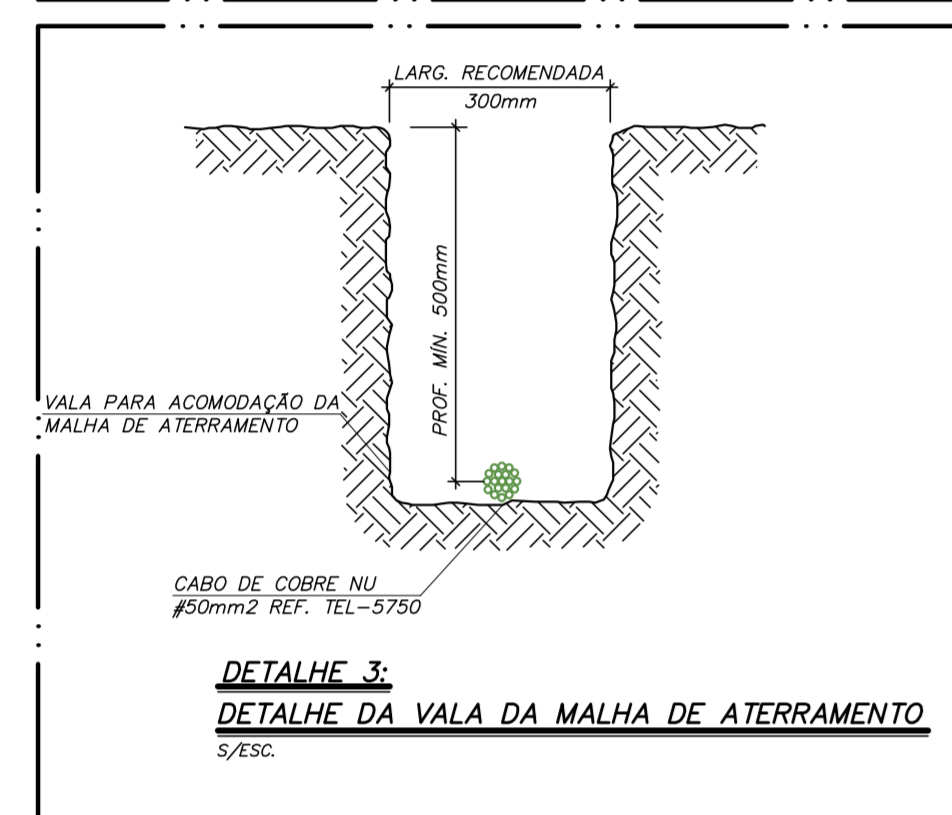 LARG. RECOMENDADA
300mm
PROF. MÍN. 500mm
VALA PARA ACOMODAÇÃO DA
MALHA DE ATERRAMENTO
CABO DE COBRE NU
#50mm2 REF. TEL-5750
DETALHE 3:
DETALHE DA VALA DA MALHA DE ATERRAMENTO
S/ESC.